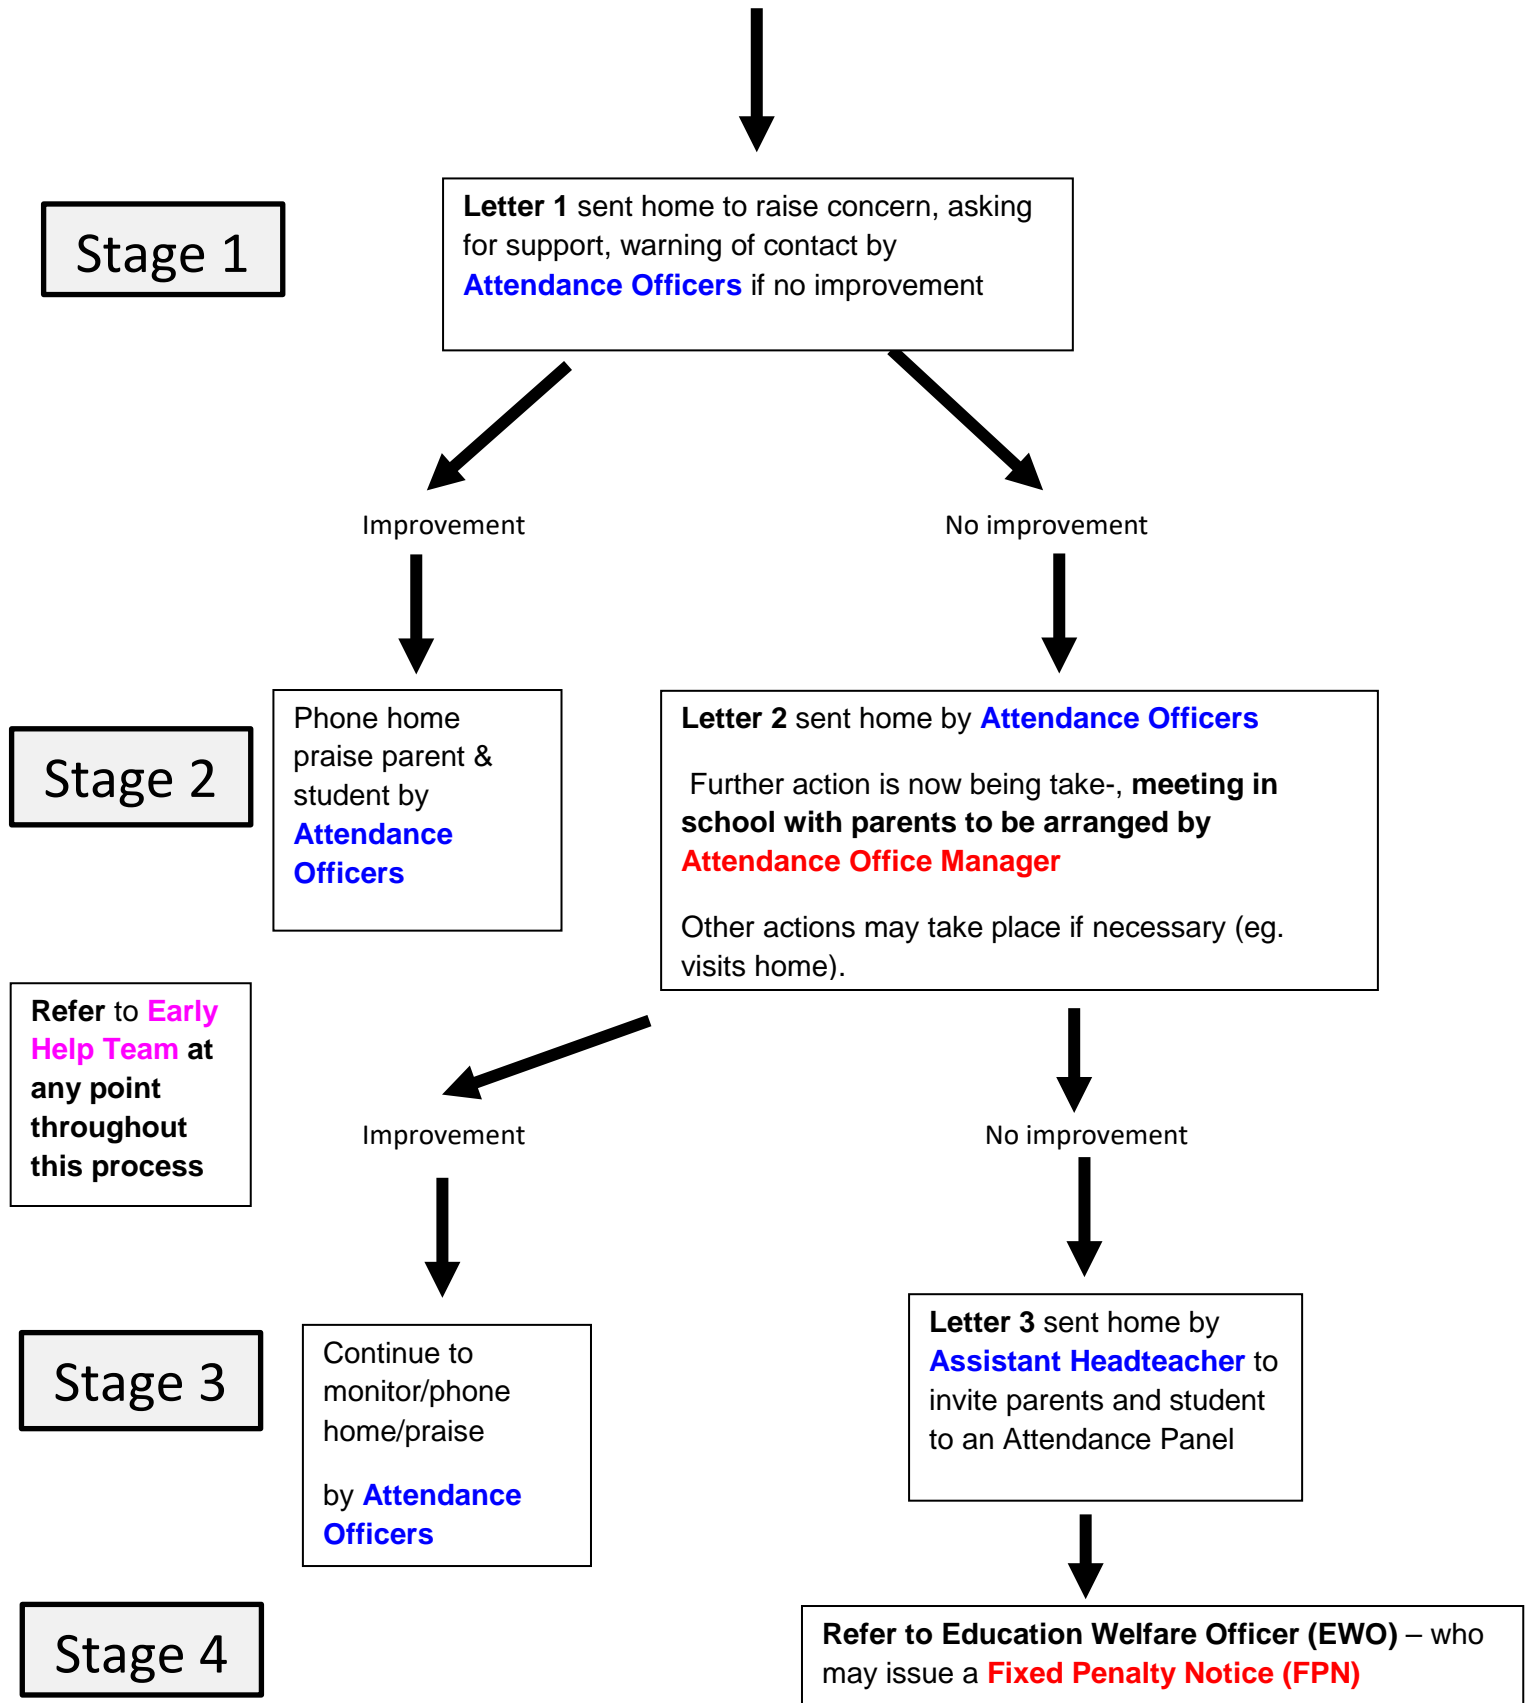 Stage 1
Letter 1 sent home to raise concern, asking
for support, warning of contact by
Attendance Officers if no improvement
Improvement
No improvement
Stage 2
Phone home
praise parent &
student by
Attendance
Officers
Letter 2 sent home by Attendance Officers
Further action is now being take-, meeting in
school with parents to be arranged by
Attendance Office Manager
Other actions may take place if necessary (eg.
visits home).
Refer to Early
Help Team at
any point
throughout
this process
Improvement
No improvement
Stage 3
Continue to
monitor/phone
home/praise
by Attendance
Officers
Letter 3 sent home by
Assistant Headteacher to
invite parents and student
to an Attendance Panel
Stage 4
Refer to Education Welfare Officer (EWO) – who
may issue a Fixed Penalty Notice (FPN)